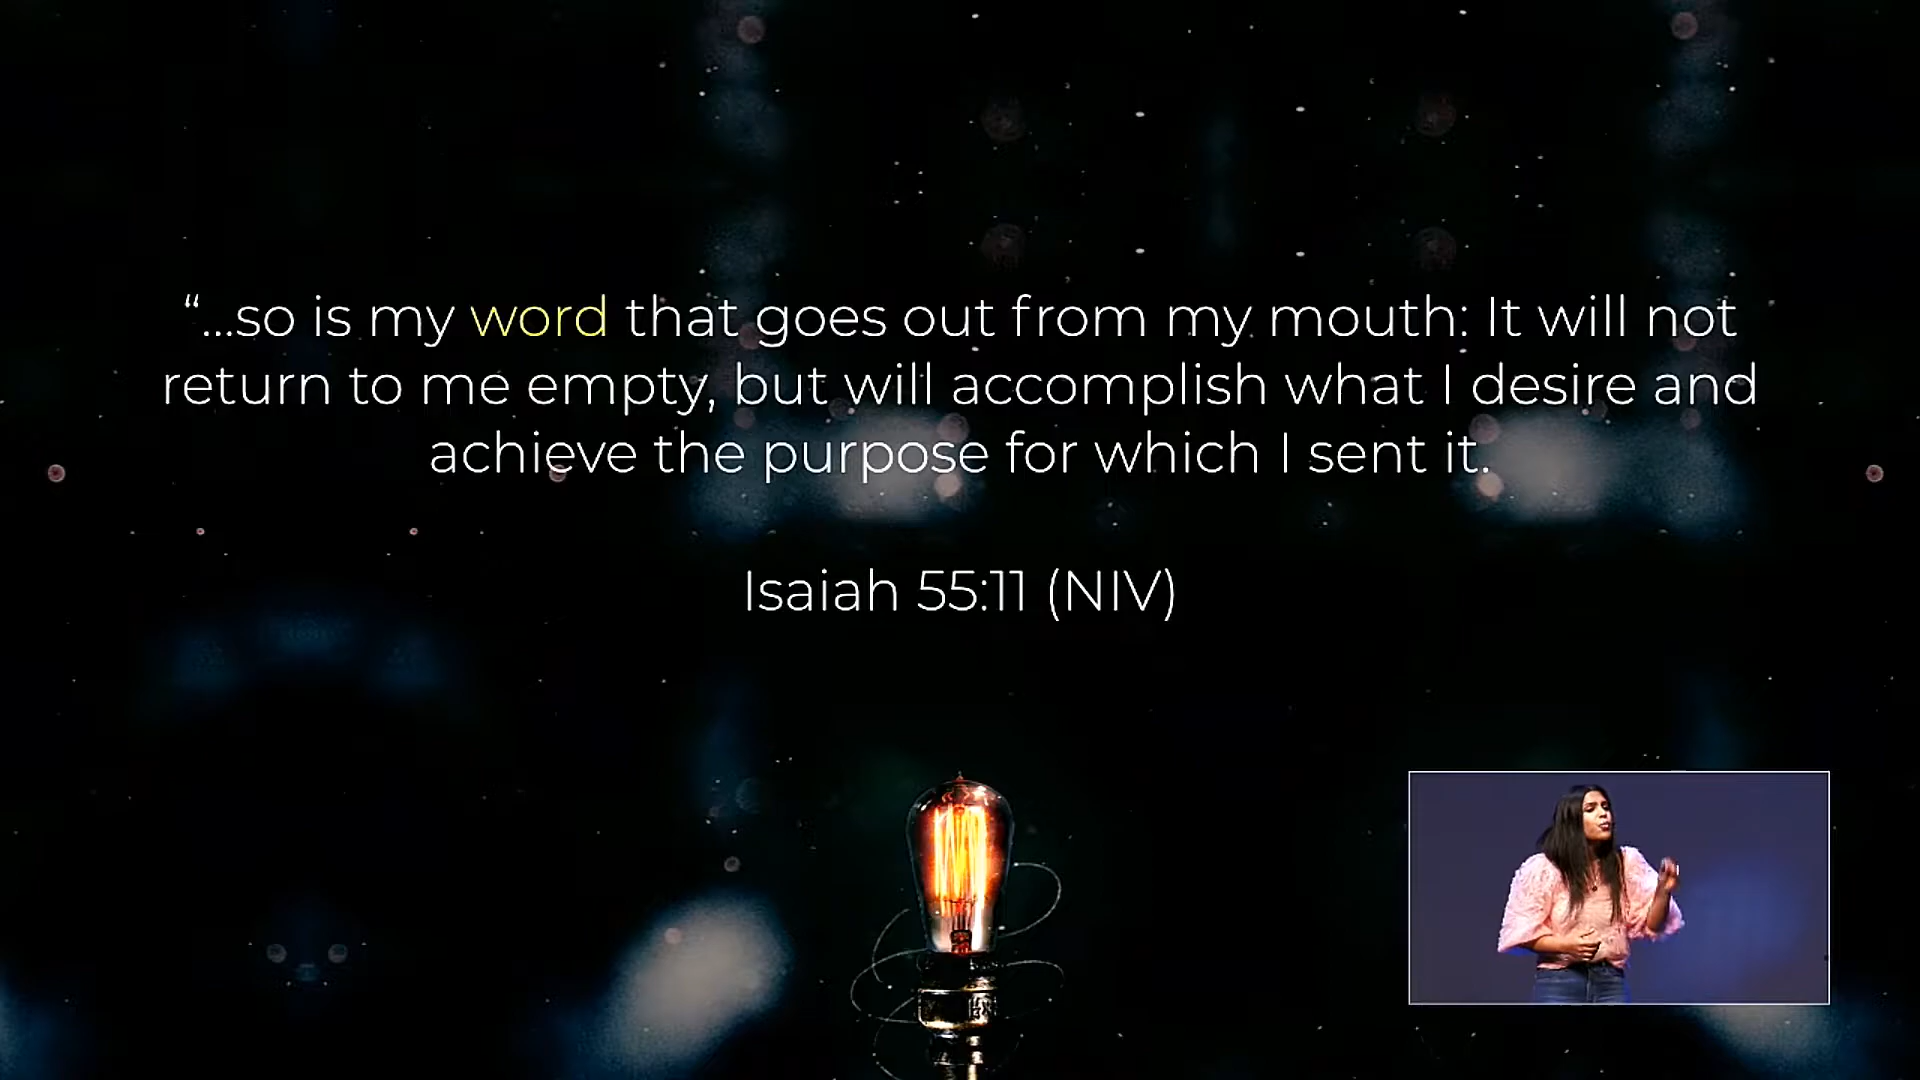 “...so is my word that goes out from my mouth: It will not
return to me empty, but will accomplish what I desire and
achieve the purpose for which I sent it.
Isaiah 55:11 (NIV)